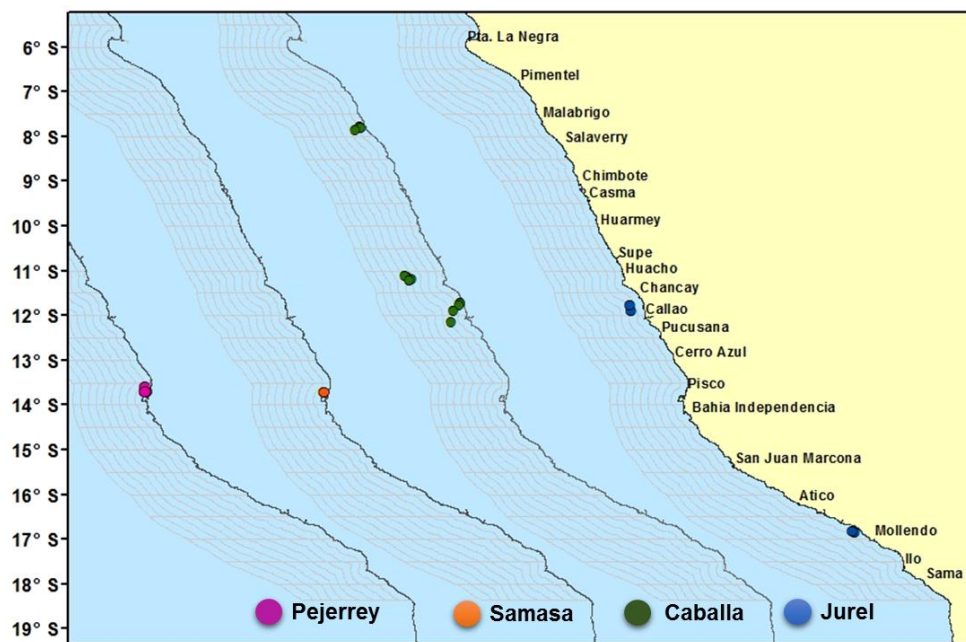 6° S
7° S
8° S
9° S
10° S
11° S
12° S
13° S
14° S
15° S
16° S
17° S
18° S
19° S
Pta. La Negra
Pimentel
Malabrigo
Salaverry
Chimbote
Casma
Huarmey
Supe
Huacho
Chancay
Callao
Pucusana
Cerro Azul
Pisco
Bahia Independencia
San Juan Marcona
Atico
Mollendo
Ilo
Sama
Pejerrey
Samasa
Caballa
Jurel